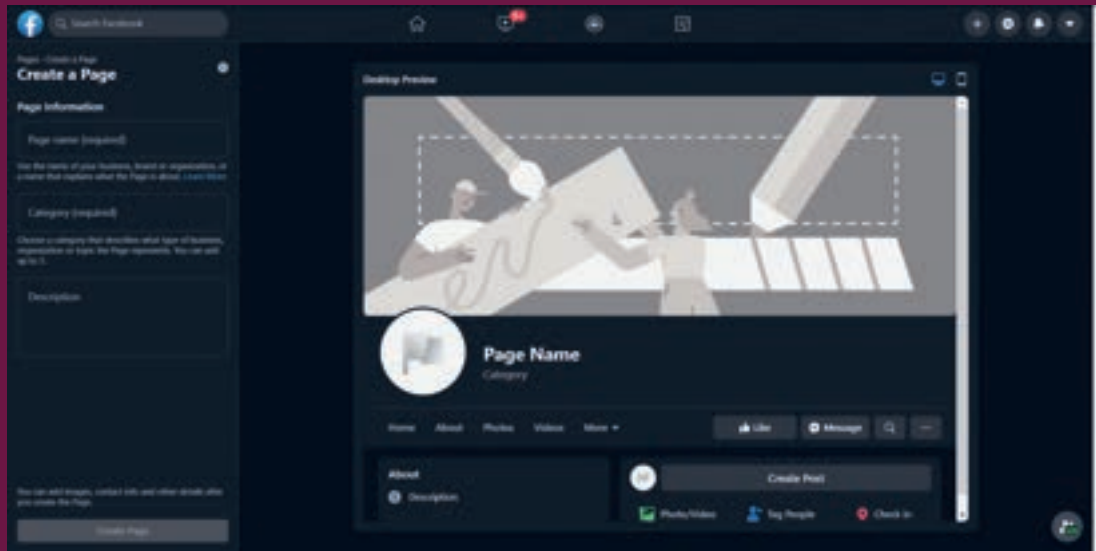 Search Facebook
Pages · Create a Page
Create a Page
Page Information
Page name (required)
Use the name of your business, brand or organization, or
a name that explains what the Page is about. Learn More
Category (required)
Choose a category that describes what type of business,
organization or topic the Page represents. You can add
up to 3.
Description
You can add images, contact info and other details after
you create the Page.
Create Page
Desktop Preview
Page Name
Category
Home About Photos Videos More
Like Message
About
Description
Create Post
Photo/Video Tag People Check in